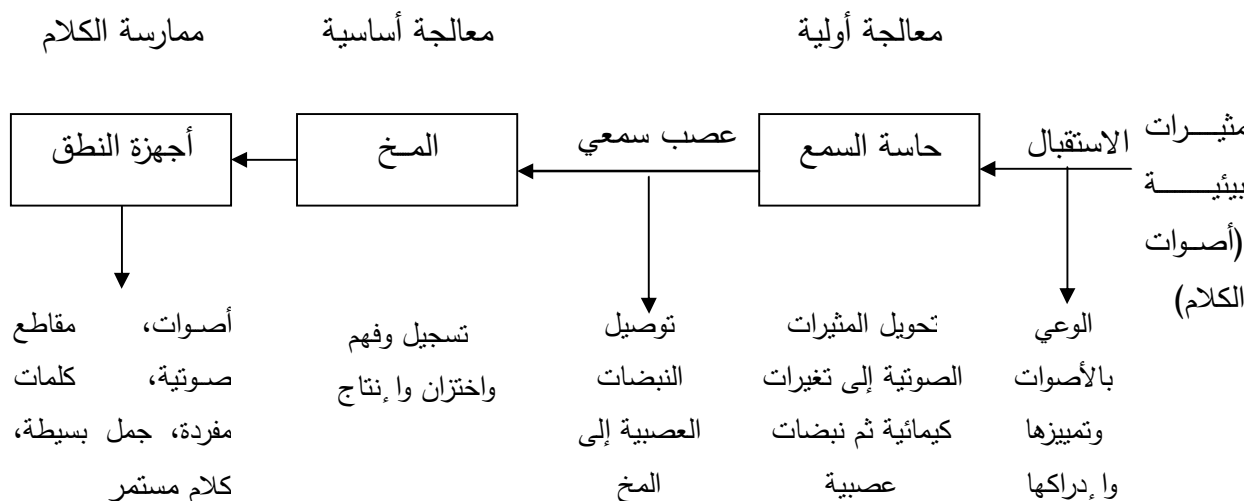 معالجة أولية
معالجة أساسية
ممارسة الكلام
مثيرات
بيئية
(أصوات
الكلام)
الاستقبال
حاسة السمع
عصب سمعي
المخ
أجهزة النطق
الوعي
بالأصوات
وتمييزها
وإدراكها
تحويل المثيرات
الصوتية إلى تغيرات
كيمائية ثم نبضات
عصبية
توصيل
النبضات
العصبية إلى
المخ
تسجيل وفهم
واختزان وإنتاج
أصوات، مقاطع
صوتية، كلمات
مفردة، جمل بسيطة،
كلام مستمر